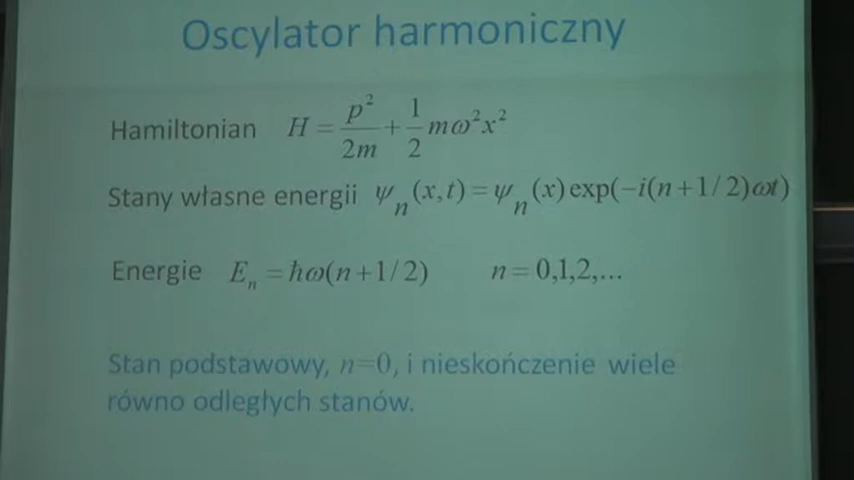 Oscylator harmoniczny
Hamiltonian H = p²/2m + 1/2 mω²x²
Stany własne energii ψₙ(x,t) = ψₙ(x)exp(−i(n+1/2)ωt)
Energie Eₙ = ħω(n+1/2) n = 0,1,2,...
Stan podstawowy, n=0, i nieskończenie wiele
równo odległych stanów.